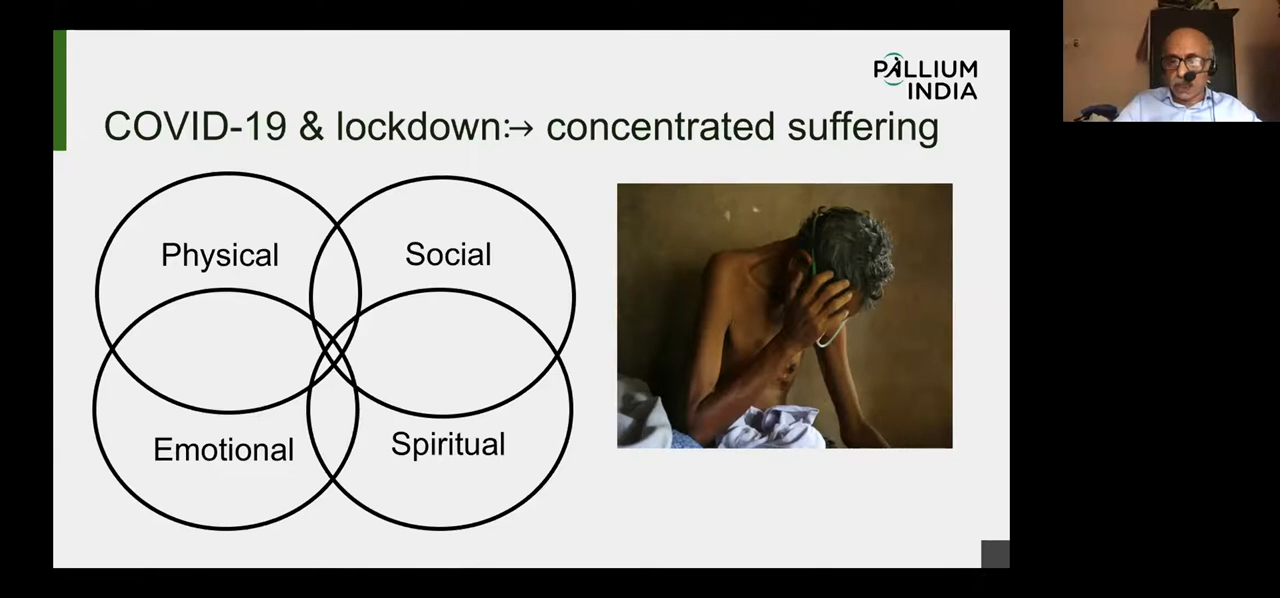 PALLIUM
INDIA
COVID-19 & lockdown:→ concentrated suffering
Physical
Social
Emotional
Spiritual